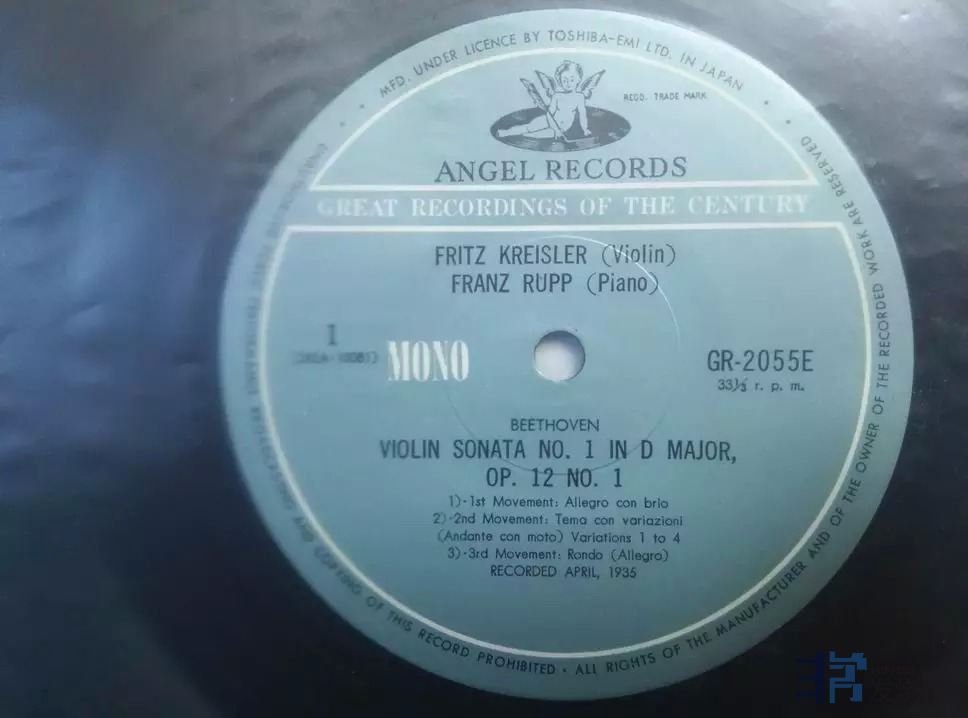 MFD. UNDER LICENCE BY TOSHIBA-EMI LTD. IN JAPAN
REGD. TRADE MARK
ANGEL RECORDS
GREAT RECORDINGS OF THE CENTURY
FRITZ KREISLER (Violin)
FRANZ RUPP (Piano)
1
MONO
GR-2055E
33⅓ r. p. m.
BEETHOVEN
VIOLIN SONATA NO. 1 IN D MAJOR,
OP. 12 NO. 1
1)-1st Movement: Allegro con brio
2)-2nd Movement: Tema con variazioni
(Andante con moto) Variations 1 to 4
3)-3rd Movement: Rondo (Allegro)
RECORDED APRIL, 1935
AND COPYING OF THIS RECORD PROHIBITED · ALL RIGHTS OF THE MANUFACTURER AND OF THE OWNER OF THE RECORDED WORK ARE RESERVED